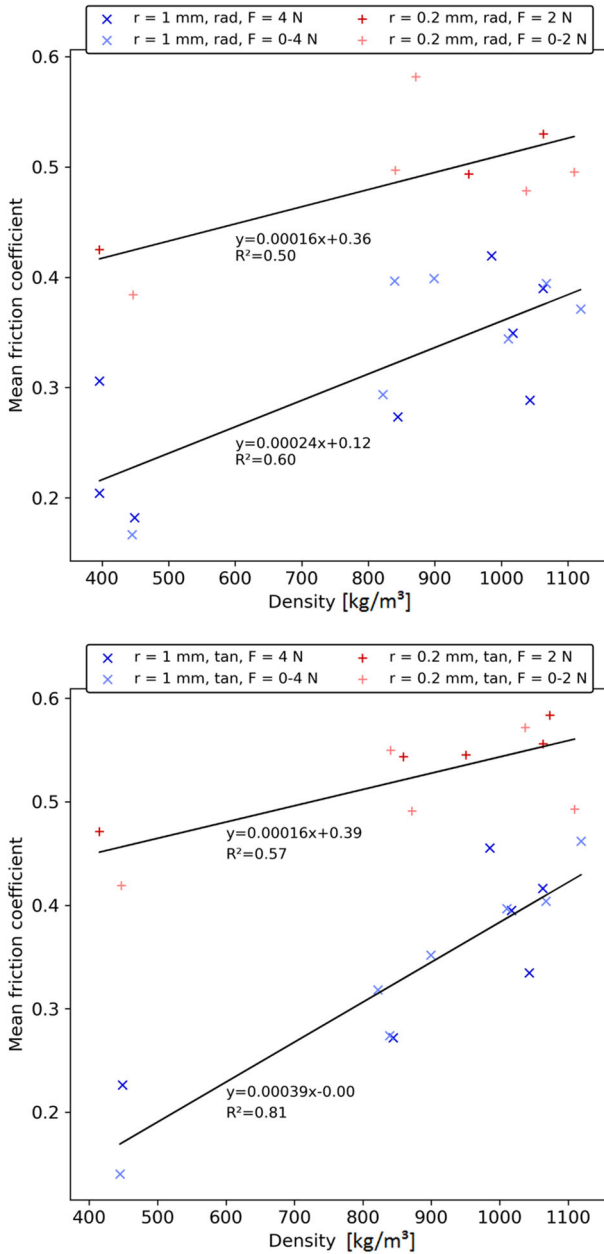 r = 1 mm, rad, F = 4 N
r = 0.2 mm, rad, F = 2 N
r = 1 mm, rad, F = 0-4 N
r = 0.2 mm, rad, F = 0-2 N
0.6
0.5
0.4
0.3
0.2
Mean friction coefficient
y=0.00016x+0.36
R²=0.50
y=0.00024x+0.12
R²=0.60
400 500 600 700 800 900 1000 1100
Density [kg/m³]
r = 1 mm, tan, F = 4 N
r = 0.2 mm, tan, F = 2 N
r = 1 mm, tan, F = 0-4 N
r = 0.2 mm, tan, F = 0-2 N
0.6
0.5
0.4
0.3
0.2
Mean friction coefficient
y=0.00016x+0.39
R²=0.57
y=0.00039x-0.00
R²=0.81
400 500 600 700 800 900 1000 1100
Density [kg/m³]